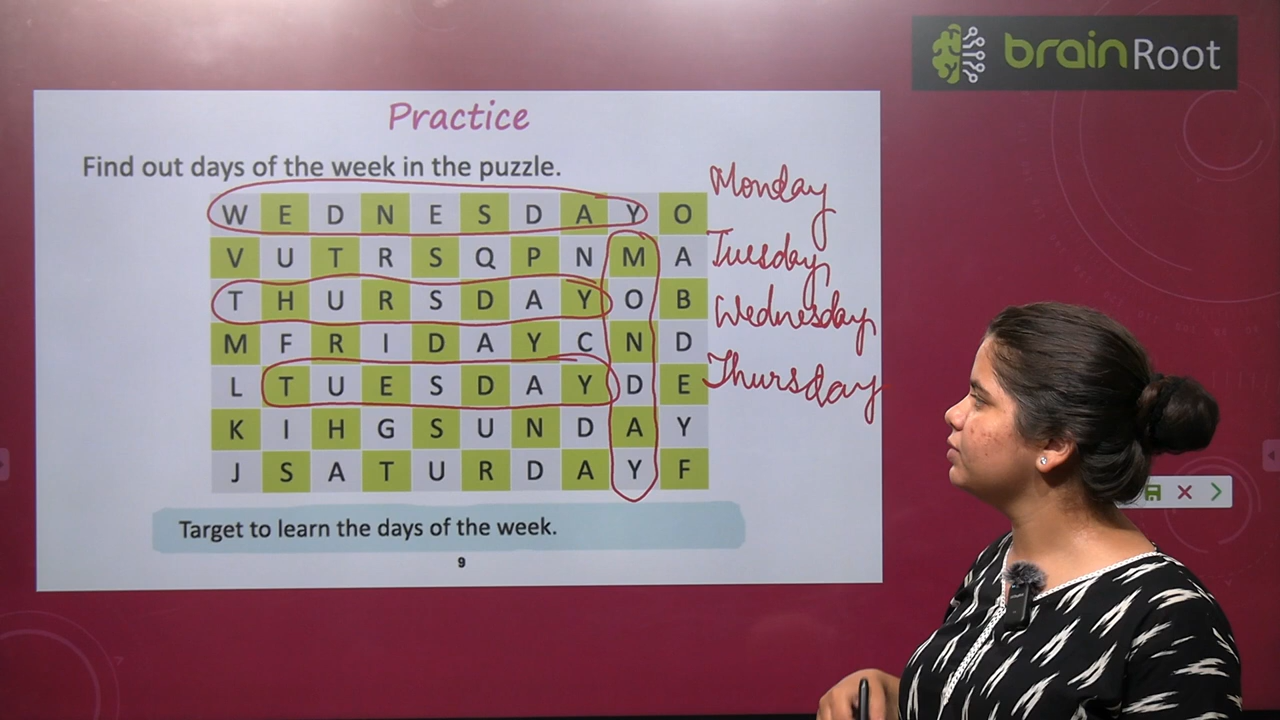 brainRoot
Practice
Find out days of the week in the puzzle.
W E D N E S D A Y O
V U T R S Q P N M A
T H U R S D A Y O B
M F R I D A Y C N D
L T U E S D A Y D E
K I H G S U N D A Y
J S A T U R D A Y F
Monday
Tuesday
Wednesday
Thursday
Target to learn the days of the week.
9